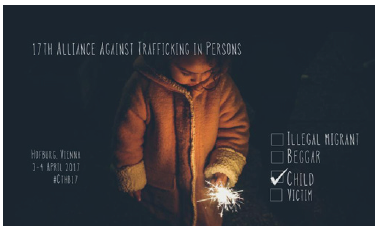 17th Alliance against Trafficking in Persons
Hofburg, Vienna
3-4 April 2017
#CTHB17
Illegal migrant
Beggar
Child
Victim